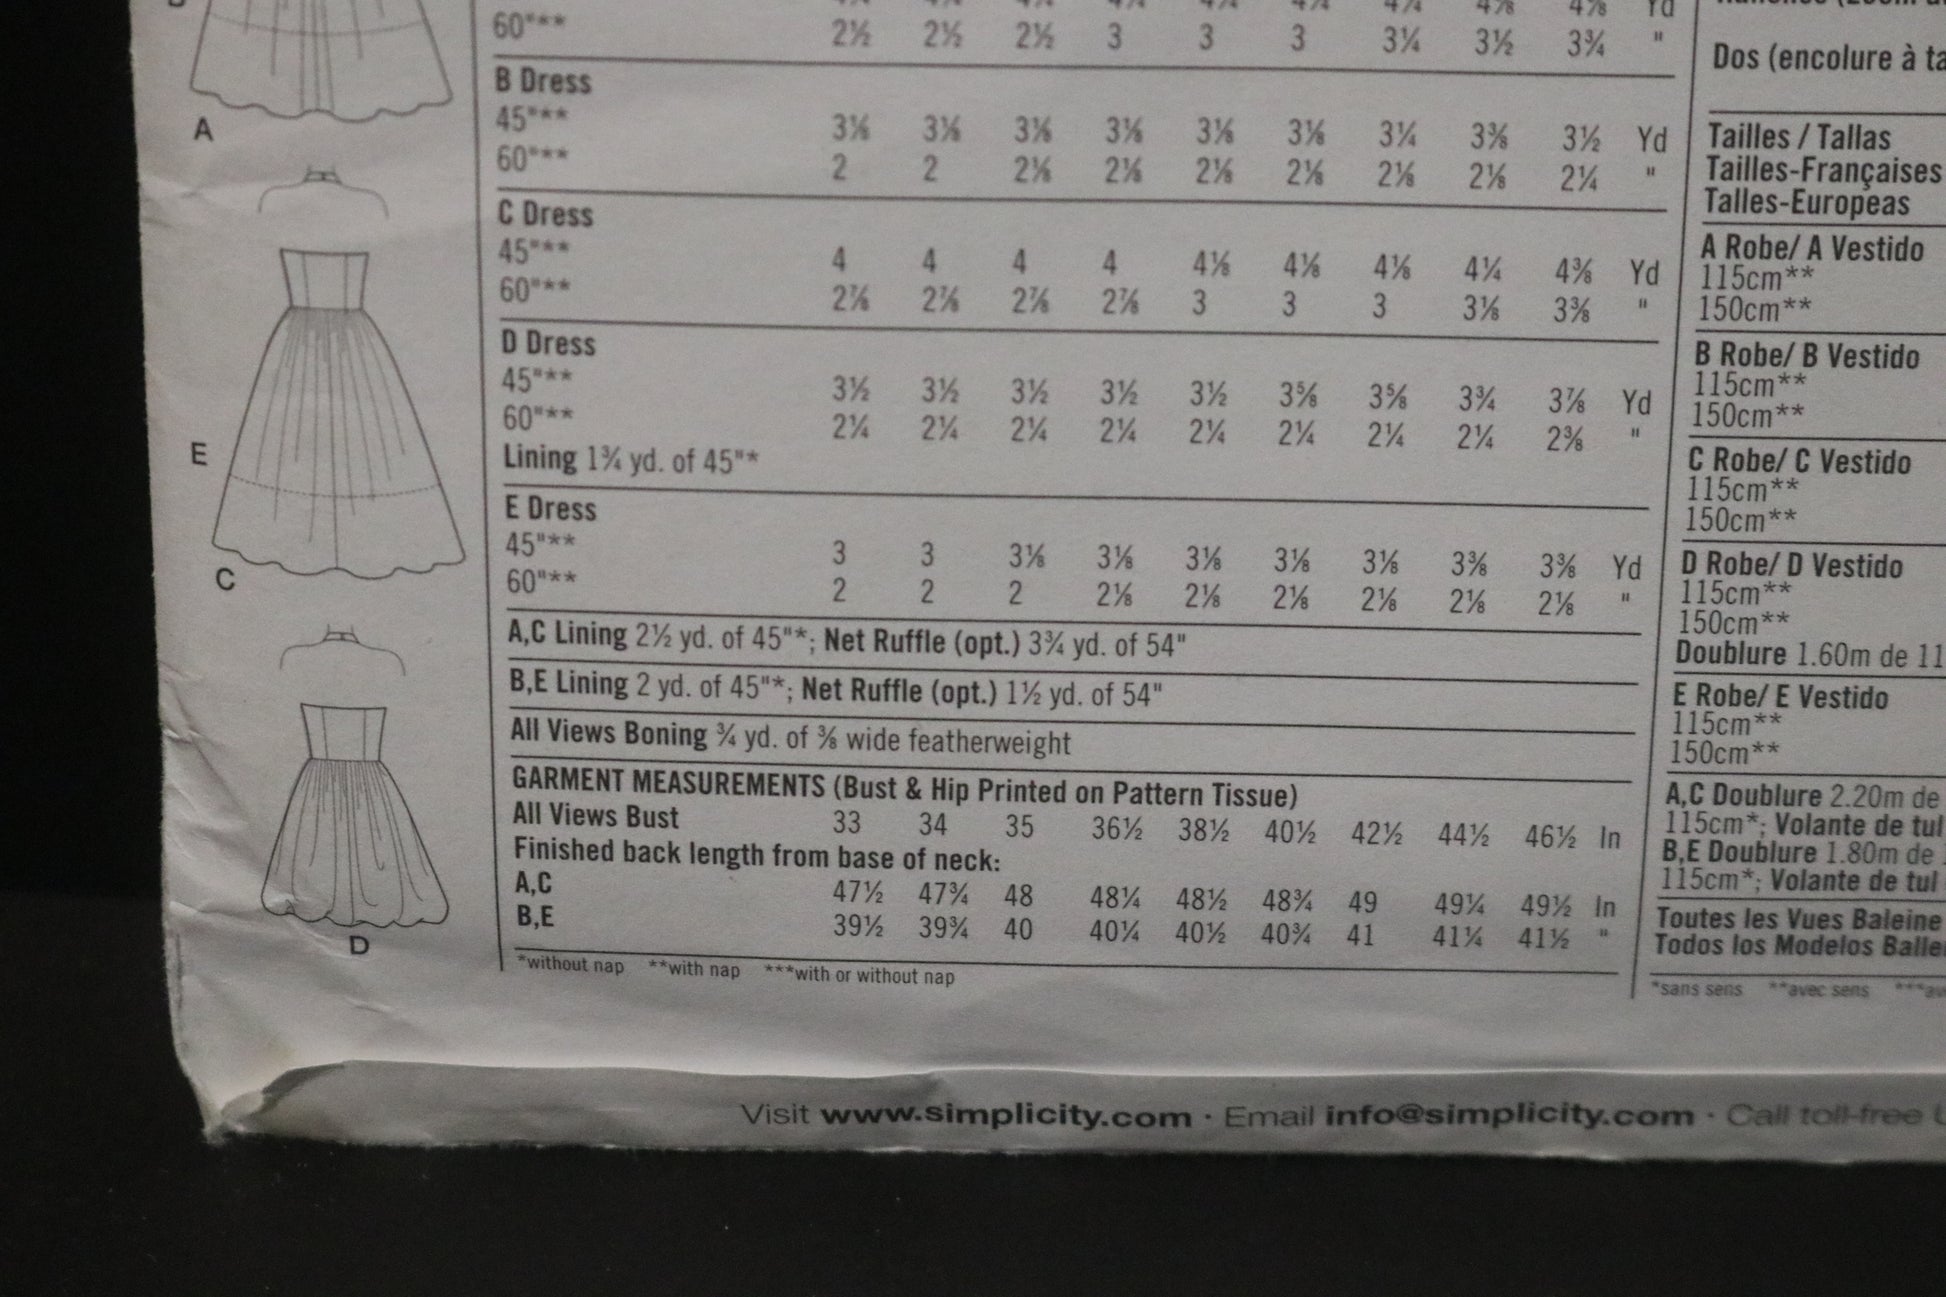 60"*** 2½ 2½ 2½ 3 3 3 3¼ 3½ 3¾ "
B Dress
45"*** 3⅛ 3⅛ 3⅛ 3⅛ 3⅛ 3⅛ 3¼ 3⅜ 3½ Yd
60"*** 2 2 2⅛ 2⅛ 2⅛ 2⅛ 2⅛ 2⅛ 2¼ "
C Dress
45"*** 4 4 4 4 4⅛ 4⅛ 4⅛ 4¼ 4⅜ Yd
60"*** 2⅞ 2⅞ 2⅞ 2⅞ 3 3 3 3⅛ 3⅜ "
D Dress
45"** 3½ 3½ 3½ 3½ 3½ 3⅝ 3⅝ 3¾ 3⅞ Yd
60"** 2¼ 2¼ 2¼ 2¼ 2¼ 2¼ 2¼ 2¼ 2⅜ "
Lining 1¾ yd. of 45"*
E Dress
45"** 3 3 3⅛ 3⅛ 3⅛ 3⅛ 3⅛ 3⅜ 3⅜ Yd
60"** 2 2 2 2⅛ 2⅛ 2⅛ 2⅛ 2⅛ 2⅛ "
A,C Lining 2½ yd. of 45"*; Net Ruffle (opt.) 3¾ yd. of 54"
B,E Lining 2 yd. of 45"*; Net Ruffle (opt.) 1½ yd. of 54"
All Views Boning ¾ yd. of ⅜ wide featherweight
GARMENT MEASUREMENTS (Bust & Hip Printed on Pattern Tissue)
All Views Bust 33 34 35 36½ 38½ 40½ 42½ 44½ 46½ In
Finished back length from base of neck:
A,C 47½ 47¾ 48 48¼ 48½ 48¾ 49 49¼ 49½ In
B,E 39½ 39¾ 40 40¼ 40½ 40¾ 41 41¼ 41½ "
*without nap **with nap ***with or without nap
A
E
C
D
Dos (encolure à ta
Tailles / Tallas
Tailles-Françaises
Talles-Europeas
A Robe/ A Vestido
115cm**
150cm**
B Robe/ B Vestido
115cm**
150cm**
C Robe/ C Vestido
115cm**
150cm**
D Robe/ D Vestido
115cm**
150cm**
Doublure 1.60m de 11
E Robe/ E Vestido
115cm**
150cm**
A,C Doublure 2.20m de
115cm*; Volante de tul
B,E Doublure 1.80m de
115cm*; Volante de tul
Toutes les Vues Baleine
Todos los Modelos Balle
*sans sens **avec sens
Visit www.simplicity.com · Email info@simplicity.com · Call toll-free